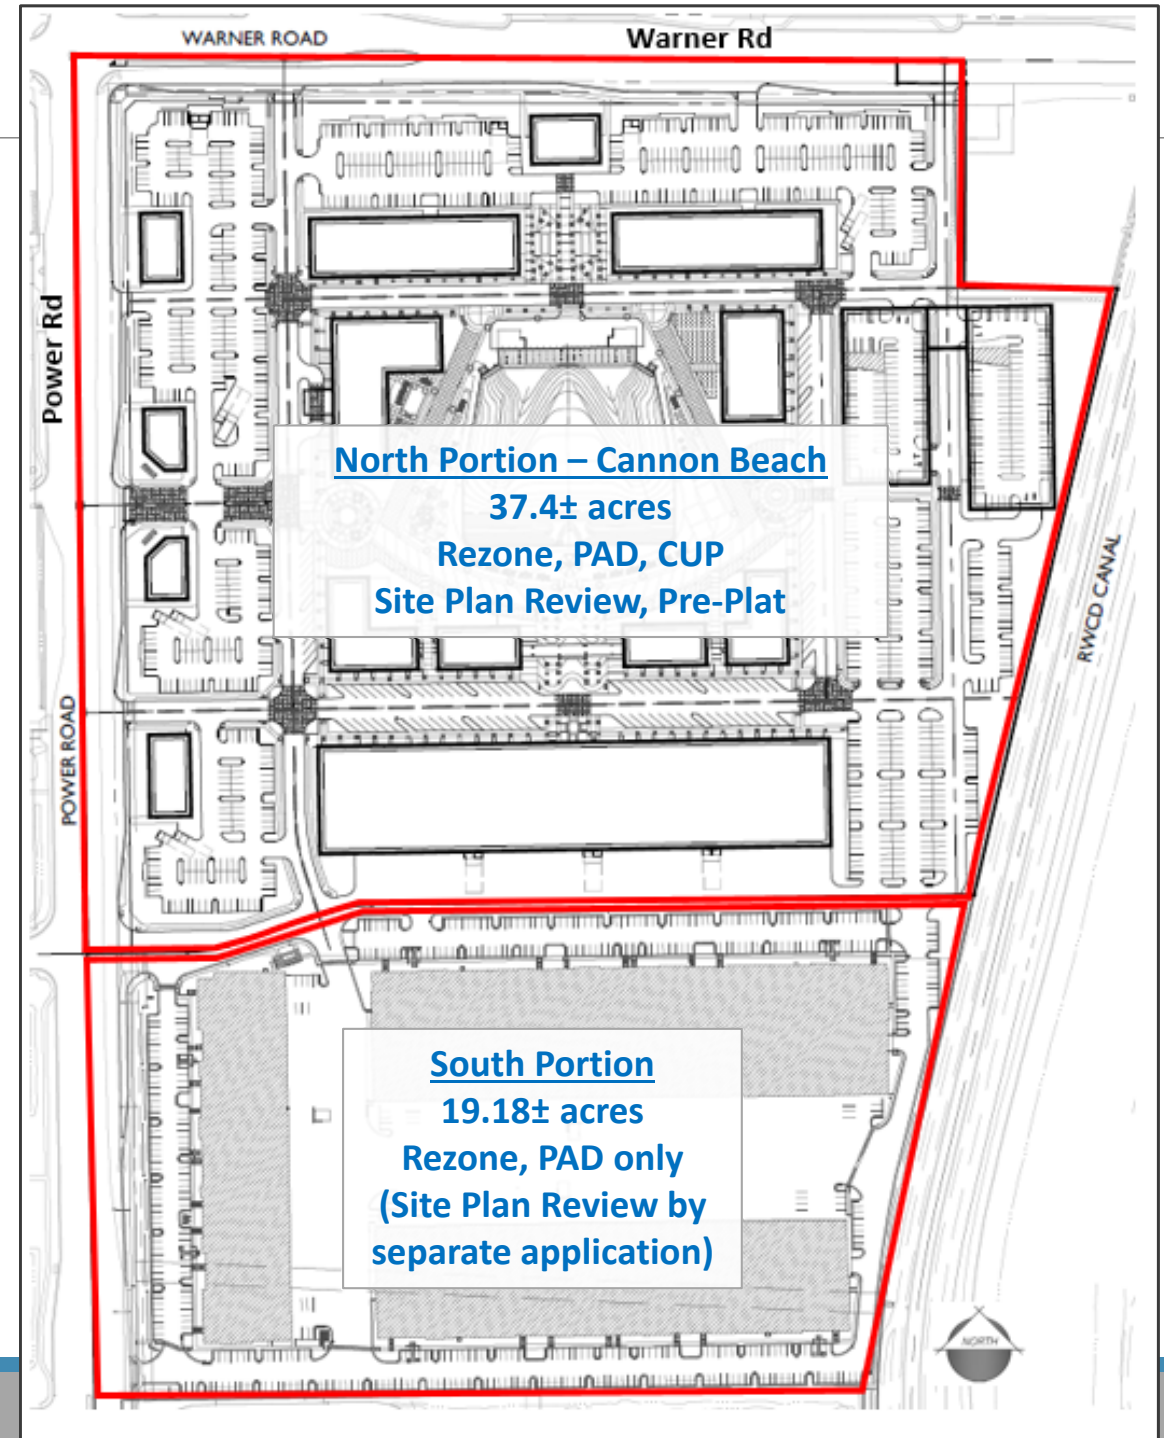 WARNER ROAD
Warner Rd
Power Rd
North Portion – Cannon Beach
37.4± acres
Rezone, PAD, CUP
Site Plan Review, Pre-Plat
RWCD CANAL
POWER ROAD
South Portion
19.18± acres
Rezone, PAD only
(Site Plan Review by
separate application)
NORTH